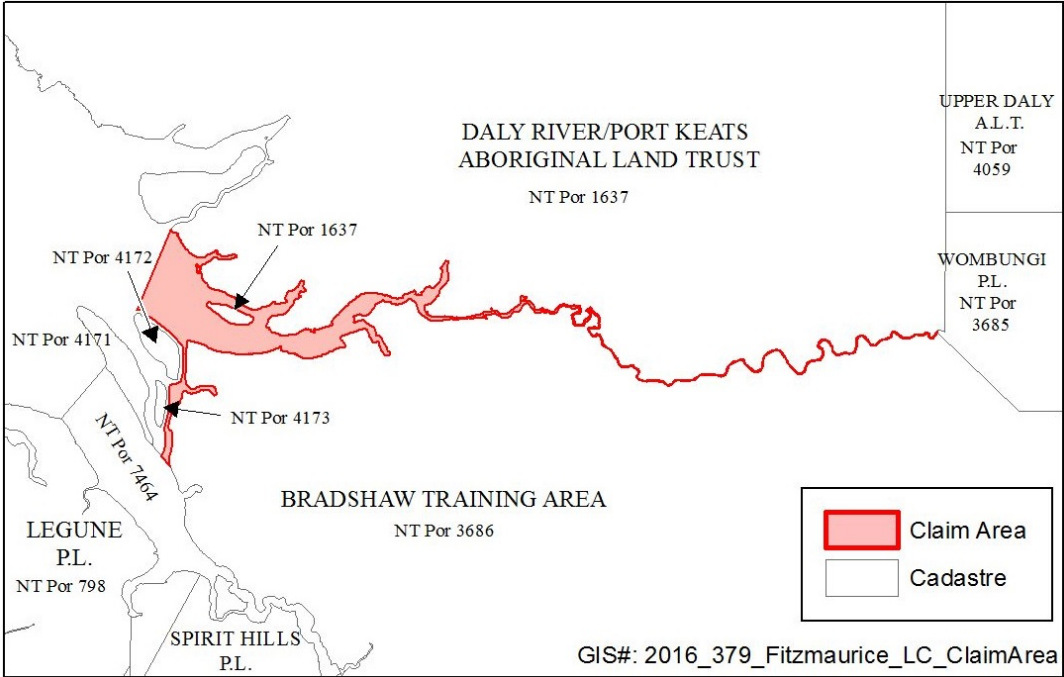 UPPER DALY
A.L.T.
NT Por
4059
DALY RIVER/PORT KEATS
ABORIGINAL LAND TRUST
NT Por 1637
NT Por 1637
NT Por 4172
WOMBUNGI
P.L.
NT Por
3685
NT Por 4171
NT Por 4173
NT Por 7464
BRADSHAW TRAINING AREA
NT Por 3686
LEGUNE
P.L.
NT Por 798
SPIRIT HILLS
P.L.
Claim Area
Cadastre
GIS#: 2016_379_Fitzmaurice_LC_ClaimArea